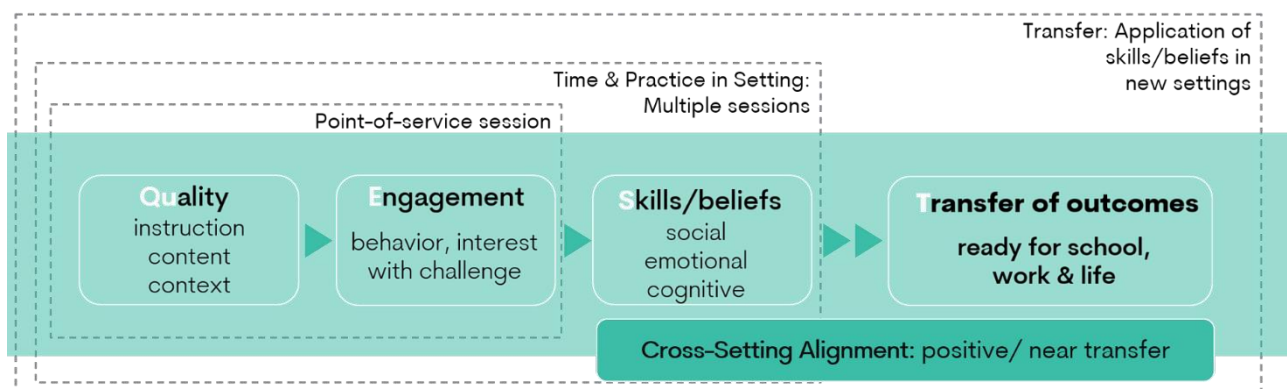 Transfer: Application of
skills/beliefs in
new settings
Time & Practice in Setting:
Multiple sessions
Point-of-service session
Quality
instruction
content
context
Engagement
behavior, interest
with challenge
Skills/beliefs
social
emotional
cognitive
Transfer of outcomes
ready for school,
work & life
Cross-Setting Alignment: positive/ near transfer